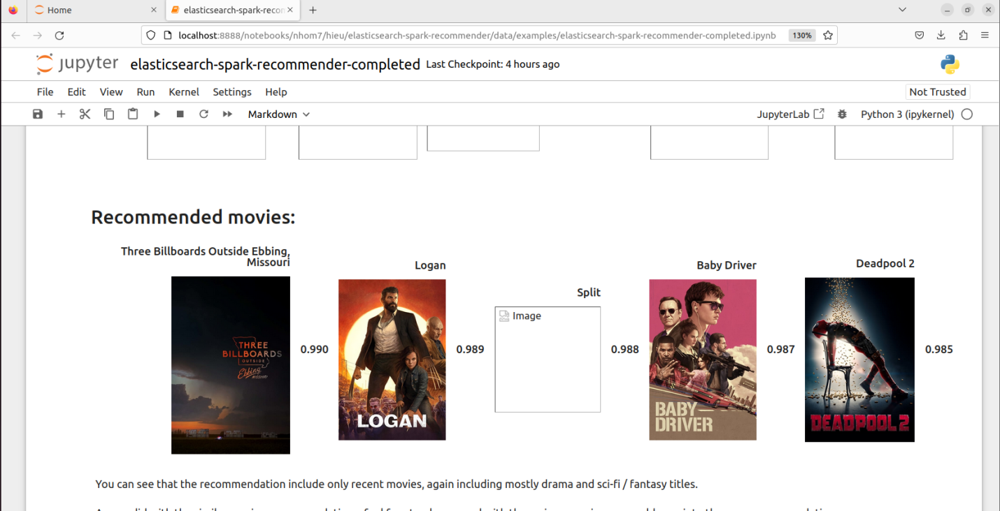 Home
elasticsearch-spark-recon
localhost:8888/notebooks/nhom7/hieu/elasticsearch-spark-recommender/data/examples/elasticsearch-spark-recommender-completed.ipynb 130%
jupyter elasticsearch-spark-recommender-completed Last Checkpoint: 4 hours ago
File Edit View Run Kernel Settings Help Not Trusted
Markdown JupyterLab Python 3 (ipykernel)
Recommended movies:
Three Billboards Outside Ebbing,
Missouri
Logan
Split
Baby Driver
Deadpool 2
Image
THREE
BILLBOARDS
OUTSIDE
Ebbing
MISSOURI
0.990
LOGAN
0.989
0.988
BABY
DRIVER
0.987
DEADPOOL 2
0.985
You can see that the recommendation include only recent movies, again including mostly drama and sci-fi / fantasy titles.